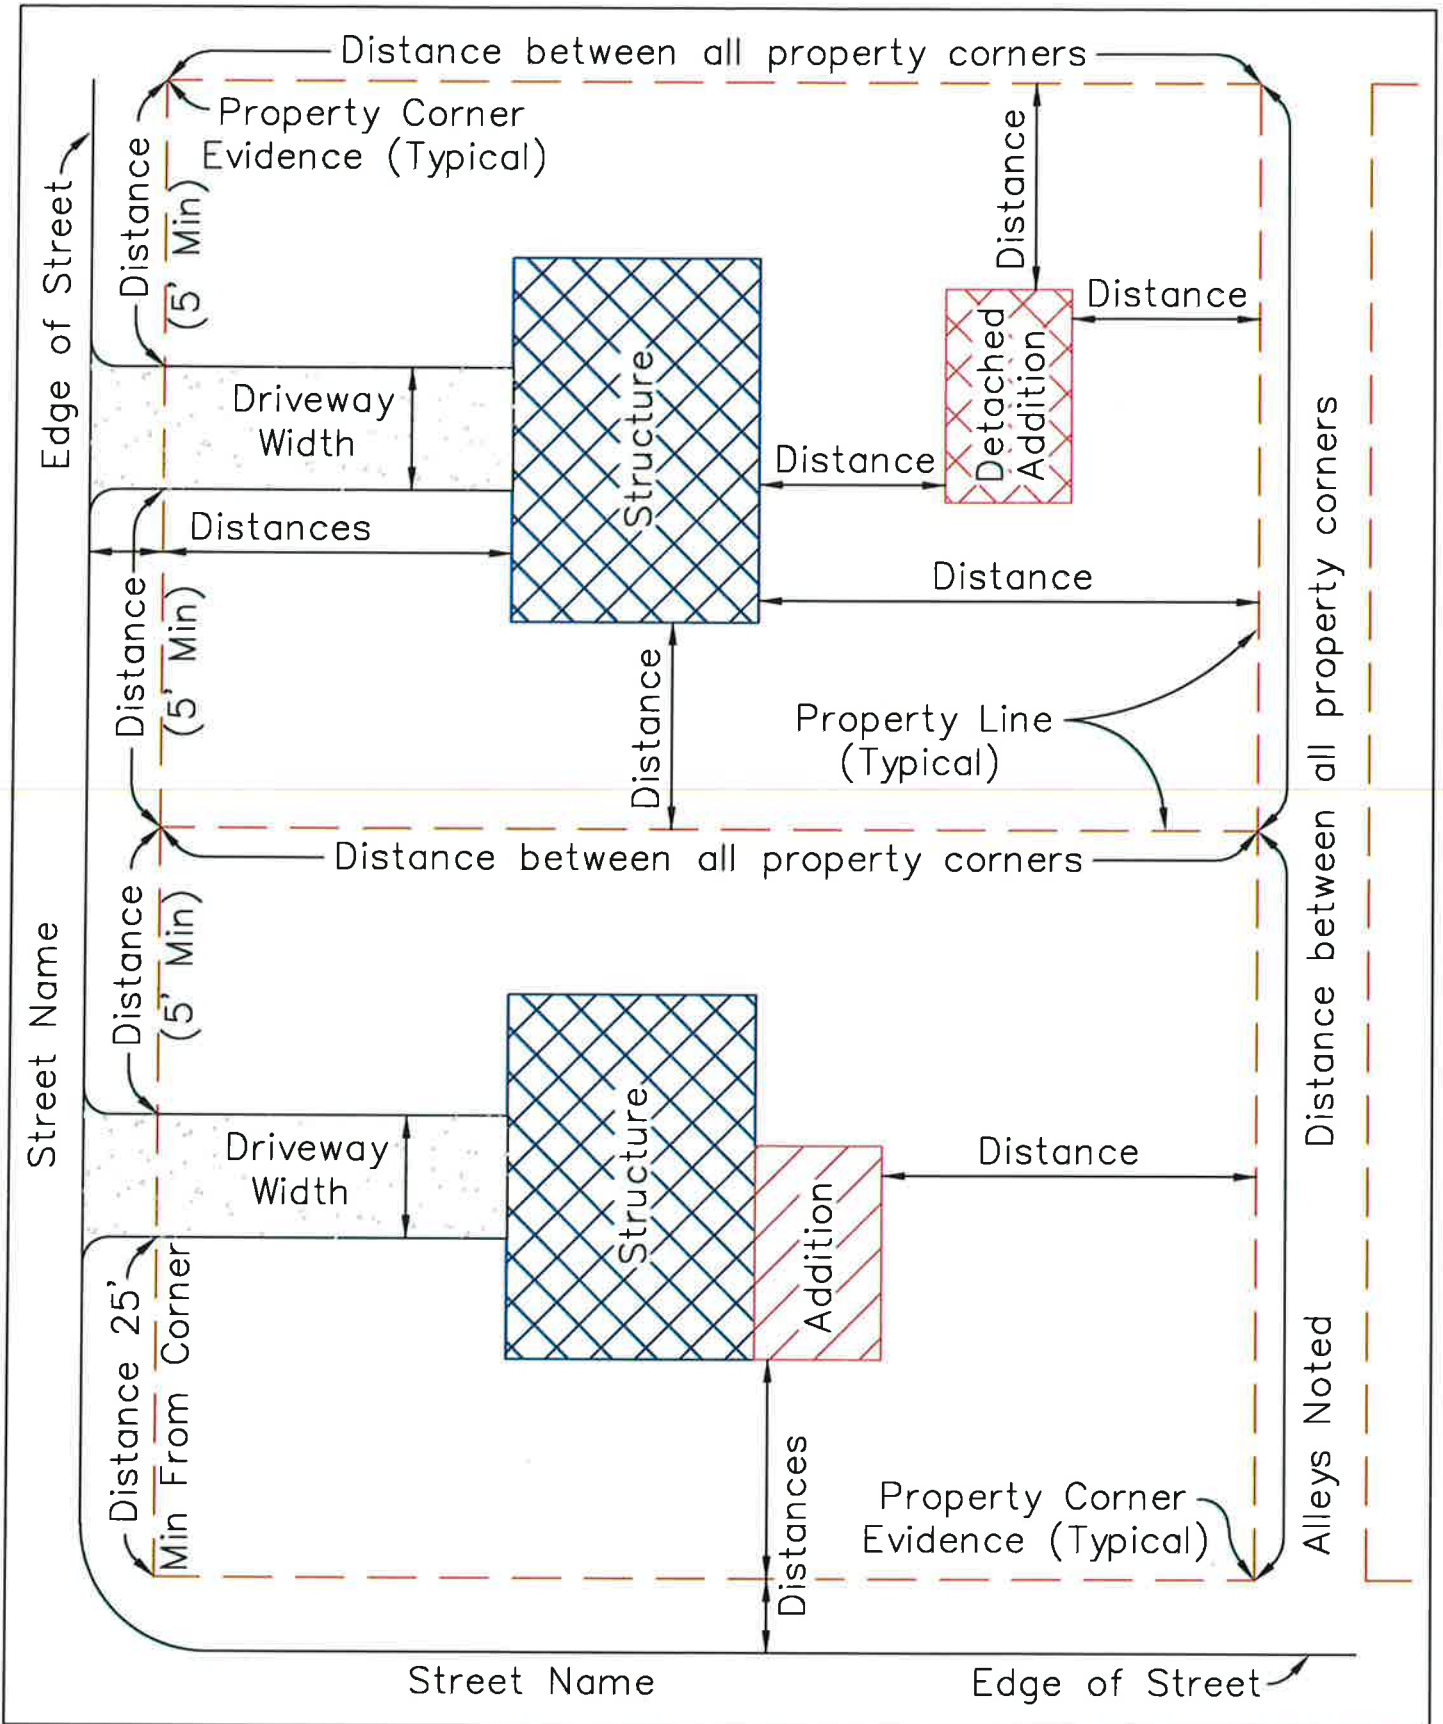 Distance between all property corners
Property Corner
Evidence (Typical)
Distance
(5' Min)
Edge of Street
Distance
Distance
Driveway
Width
Structure
Detached
Addition
Distance
Distances
Distance
Distance
(5' Min)
Distance
Property Line
(Typical)
Distance between all property corners
Distance between all property corners
Distance
(5' Min)
Street Name
Driveway
Width
Structure
Addition
Distance
Distance 25'
Min From Corner
Distances
Property Corner
Evidence (Typical)
Alleys Noted
Street Name
Edge of Street